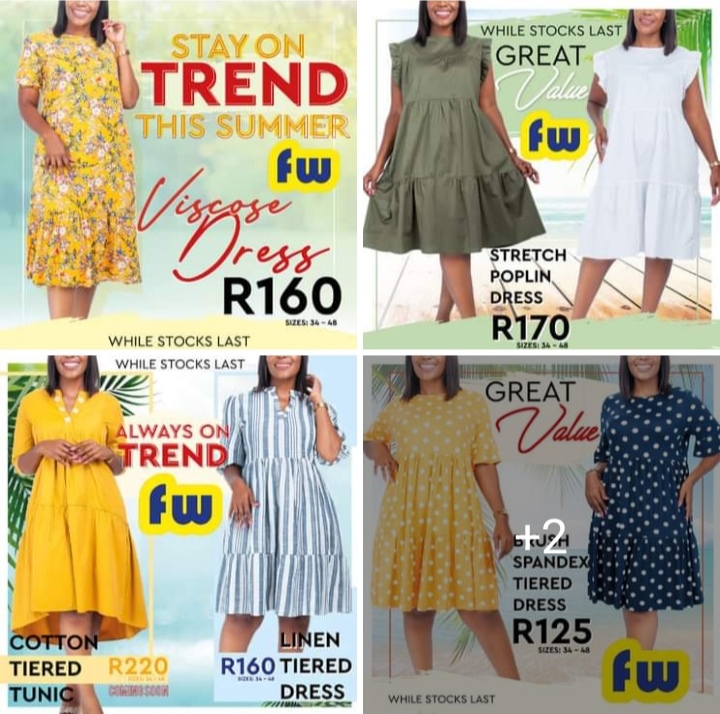 STAY ON
TREND
THIS SUMMER
fw
Viscose
Dress
R160
SIZES: 34 - 48
WHILE STOCKS LAST
WHILE STOCKS LAST
GREAT
Value
fw
STRETCH
POPLIN
DRESS
R170
SIZES: 34 - 48
WHILE STOCKS LAST
ALWAYS ON
TREND
fw
COTTON
TIERED
TUNIC
R220
SIZES: 34 - 48
COMING SOON
R160
SIZES: 34 - 48
LINEN
TIERED
DRESS
GREAT
Value
+2
BRUSH
SPANDEX
TIERED
DRESS
R125
SIZES: 34 - 48
fw
WHILE STOCKS LAST